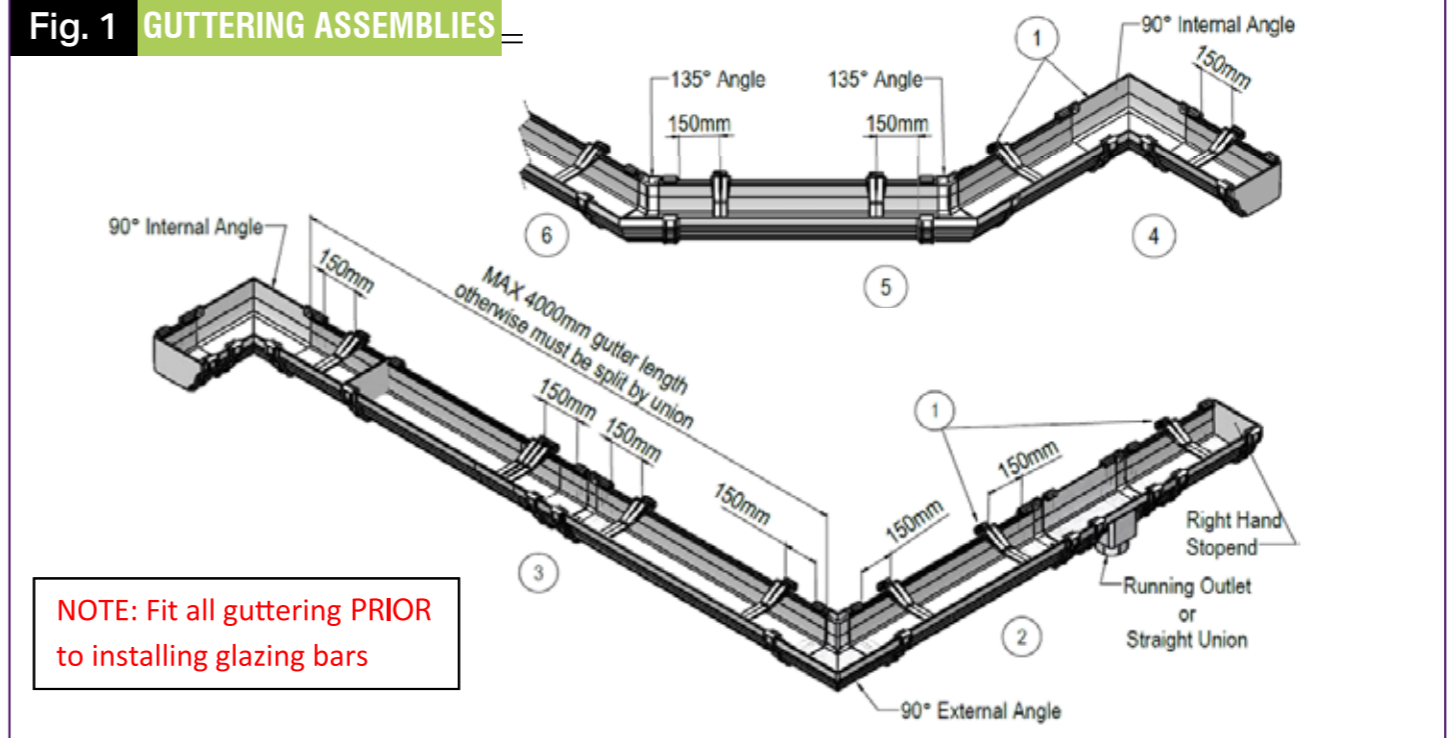 Fig. 1 GUTTERING ASSEMBLIES
1
90° Internal Angle
150mm
135° Angle
135° Angle
150mm
150mm
6
5
4
90° Internal Angle
150mm
MAX 4000mm gutter length
otherwise must be split by union
150mm
150mm
150mm
3
1
150mm
150mm
Right Hand
Stopend
Running Outlet
or
Straight Union
2
90° External Angle
NOTE: Fit all guttering PRIOR
to installing glazing bars